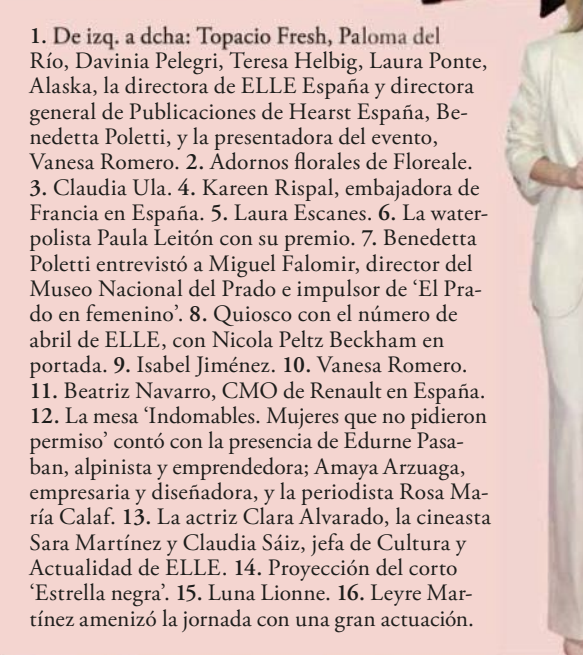 1. De izq. a dcha: Topacio Fresh, Paloma del
Río, Davinia Pelegri, Teresa Helbig, Laura Ponte,
Alaska, la directora de ELLE España y directora
general de Publicaciones de Hearst España, Be-
nedetta Poletti, y la presentadora del evento,
Vanesa Romero. 2. Adornos florales de Floreale.
3. Claudia Ula. 4. Kareen Rispal, embajadora de
Francia en España. 5. Laura Escanes. 6. La water-
polista Paula Leitón con su premio. 7. Benedetta
Poletti entrevistó a Miguel Falomir, director del
Museo Nacional del Prado e impulsor de ‘El Pra-
do en femenino’. 8. Quiosco con el número de
abril de ELLE, con Nicola Peltz Beckham en
portada. 9. Isabel Jiménez. 10. Vanesa Romero.
11. Beatriz Navarro, CMO de Renault en España.
12. La mesa ‘Indomables. Mujeres que no pidieron
permiso’ contó con la presencia de Edurne Pasa-
ban, alpinista y emprendedora; Amaya Arzuaga,
empresaria y diseñadora, y la periodista Rosa Ma-
ría Calaf. 13. La actriz Clara Alvarado, la cineasta
Sara Martínez y Claudia Sáiz, jefa de Cultura y
Actualidad de ELLE. 14. Proyección del corto
‘Estrella negra’. 15. Luna Lionne. 16. Leyre Mar-
tínez amenizó la jornada con una gran actuación.